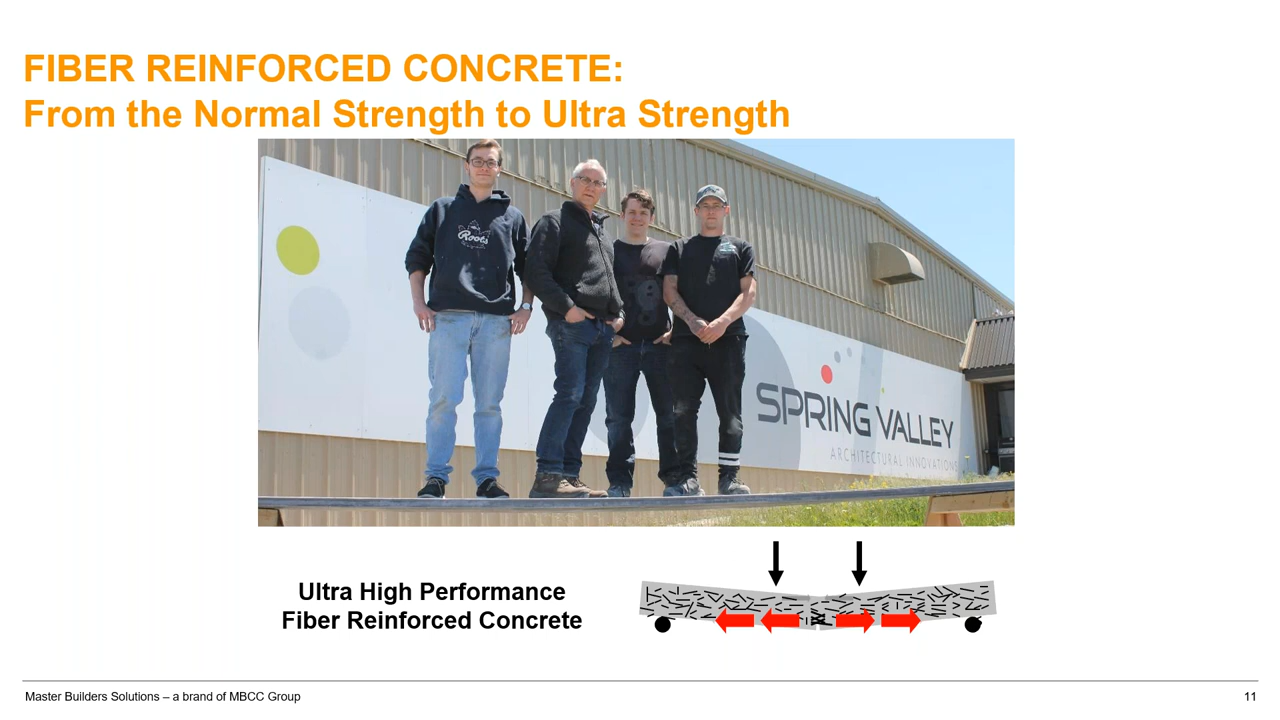 FIBER REINFORCED CONCRETE:
From the Normal Strength to Ultra Strength
Roots
SPRING VALLEY
ARCHITECTURAL INNOVATIONS
Ultra High Performance
Fiber Reinforced Concrete
Master Builders Solutions – a brand of MBCC Group
11